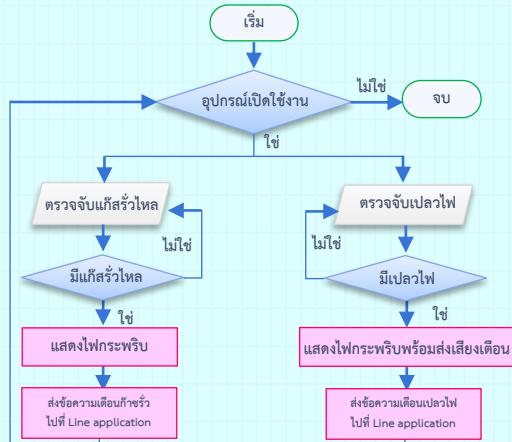 เริ่ม
อุปกรณ์เปิดใช้งาน
ไม่ใช่
จบ
ใช่
ตรวจจับแก๊สรั่วไหล
ตรวจจับเปลวไฟ
ไม่ใช่
ไม่ใช่
มีแก๊สรั่วไหล
มีเปลวไฟ
ใช่
ใช่
แสดงไฟกระพริบ
แสดงไฟกระพริบพร้อมส่งเสียงเตือน
ส่งข้อความเตือนก๊าซรั่ว
ไปที่ Line application
ส่งข้อความเตือนเปลวไฟ
ไปที่ Line application